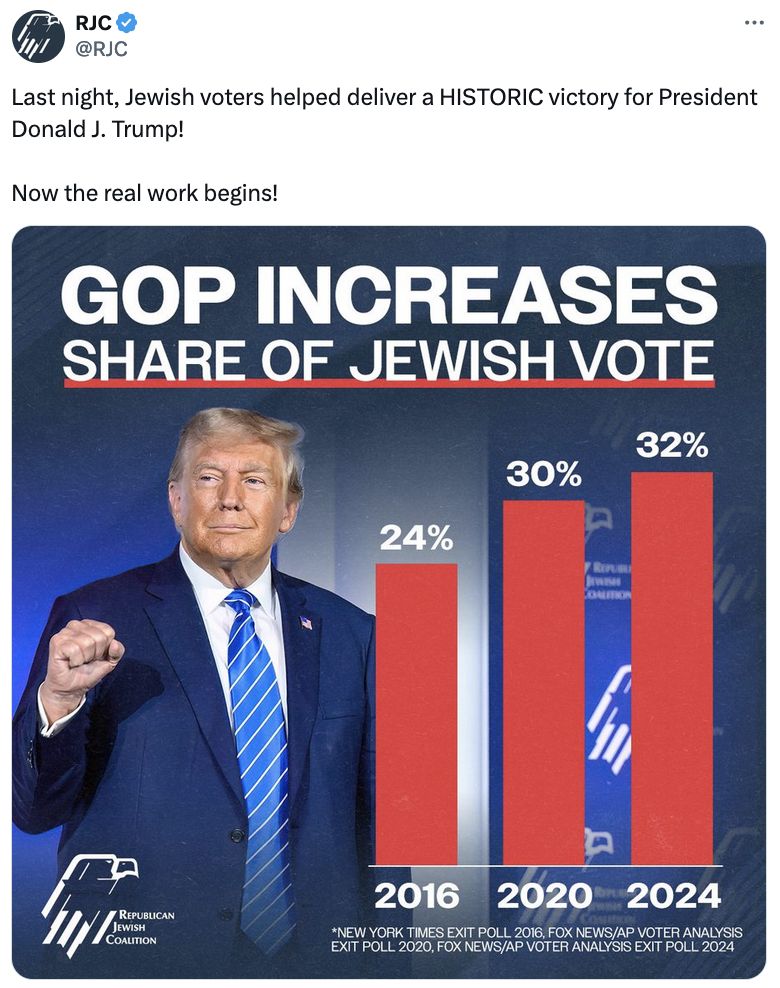 RJC
@RJC
Last night, Jewish voters helped deliver a HISTORIC victory for President
Donald J. Trump!
Now the real work begins!
GOP INCREASES
SHARE OF JEWISH VOTE
24%
30%
32%
2016
2020
2024
REPUBLICAN
JEWISH
COALITION
*NEW YORK TIMES EXIT POLL 2016, FOX NEWS/AP VOTER ANALYSIS
EXIT POLL 2020, FOX NEWS/AP VOTER ANALYSIS EXIT POLL 2024